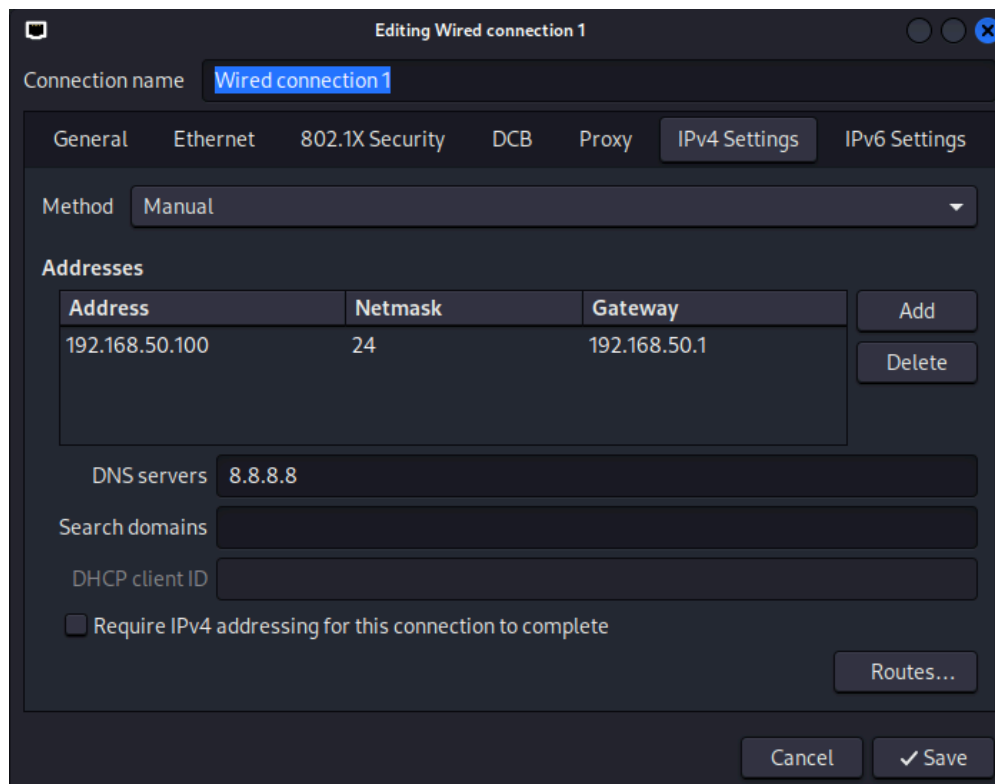 Editing Wired connection 1
Connection name Wired connection 1
General Ethernet 802.1X Security DCB Proxy IPv4 Settings IPv6 Settings
Method Manual
Addresses
Address Netmask Gateway
192.168.50.100 24 192.168.50.1
Add
Delete
DNS servers 8.8.8.8
Search domains
DHCP client ID
Require IPv4 addressing for this connection to complete
Routes...
Cancel Save